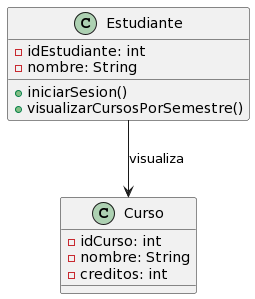 C Estudiante
idEstudiante: int
nombre: String
iniciarSesion()
visualizarCursosPorSemestre()
visualiza
C Curso
idCurso: int
nombre: String
creditos: int